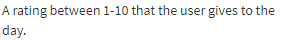 A rating between 1-10 that the user gives to the
day.